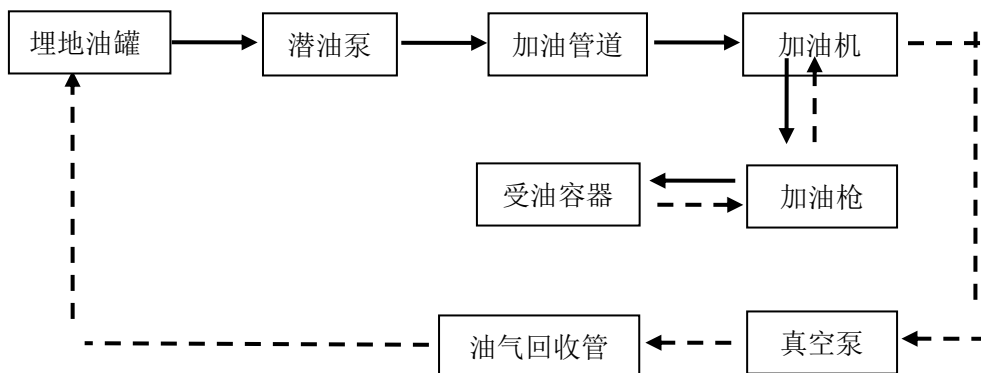 埋地油罐
潜油泵
加油管道
加油机
受油容器
加油枪
油气回收管
真空泵